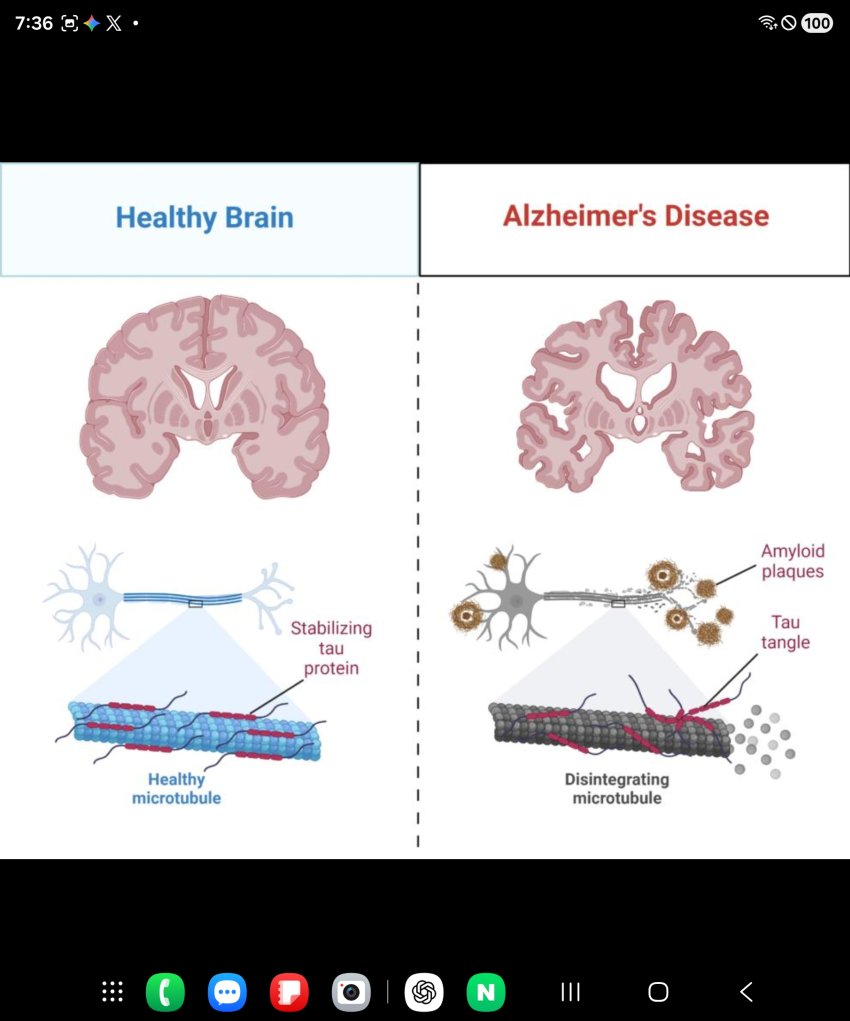 7:36
100
Healthy Brain
Alzheimer's Disease
Amyloid
plaques
Stabilizing
tau
protein
Tau
tangle
Healthy
microtubule
Disintegrating
microtubule
N